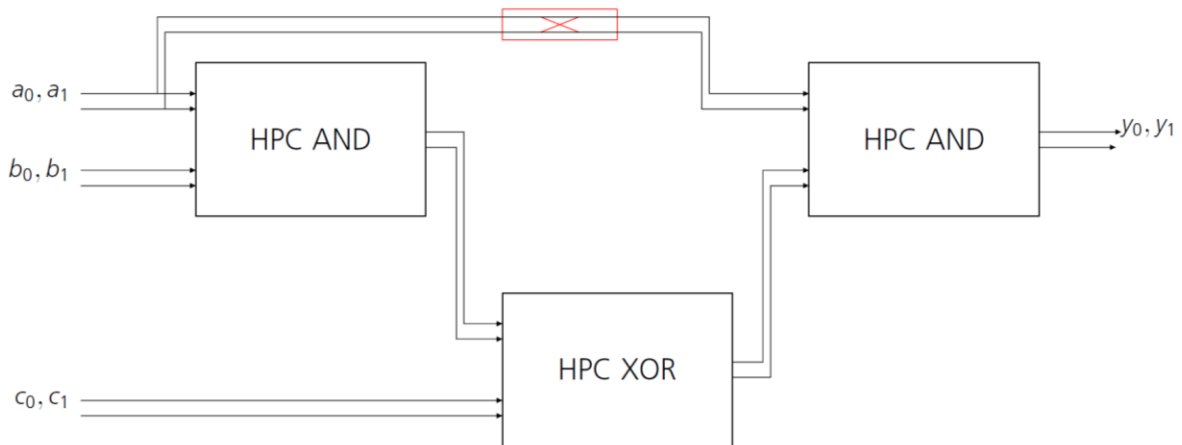 a₀, a₁
HPC AND
HPC AND
y₀, y₁
b₀, b₁
HPC XOR
c₀, c₁